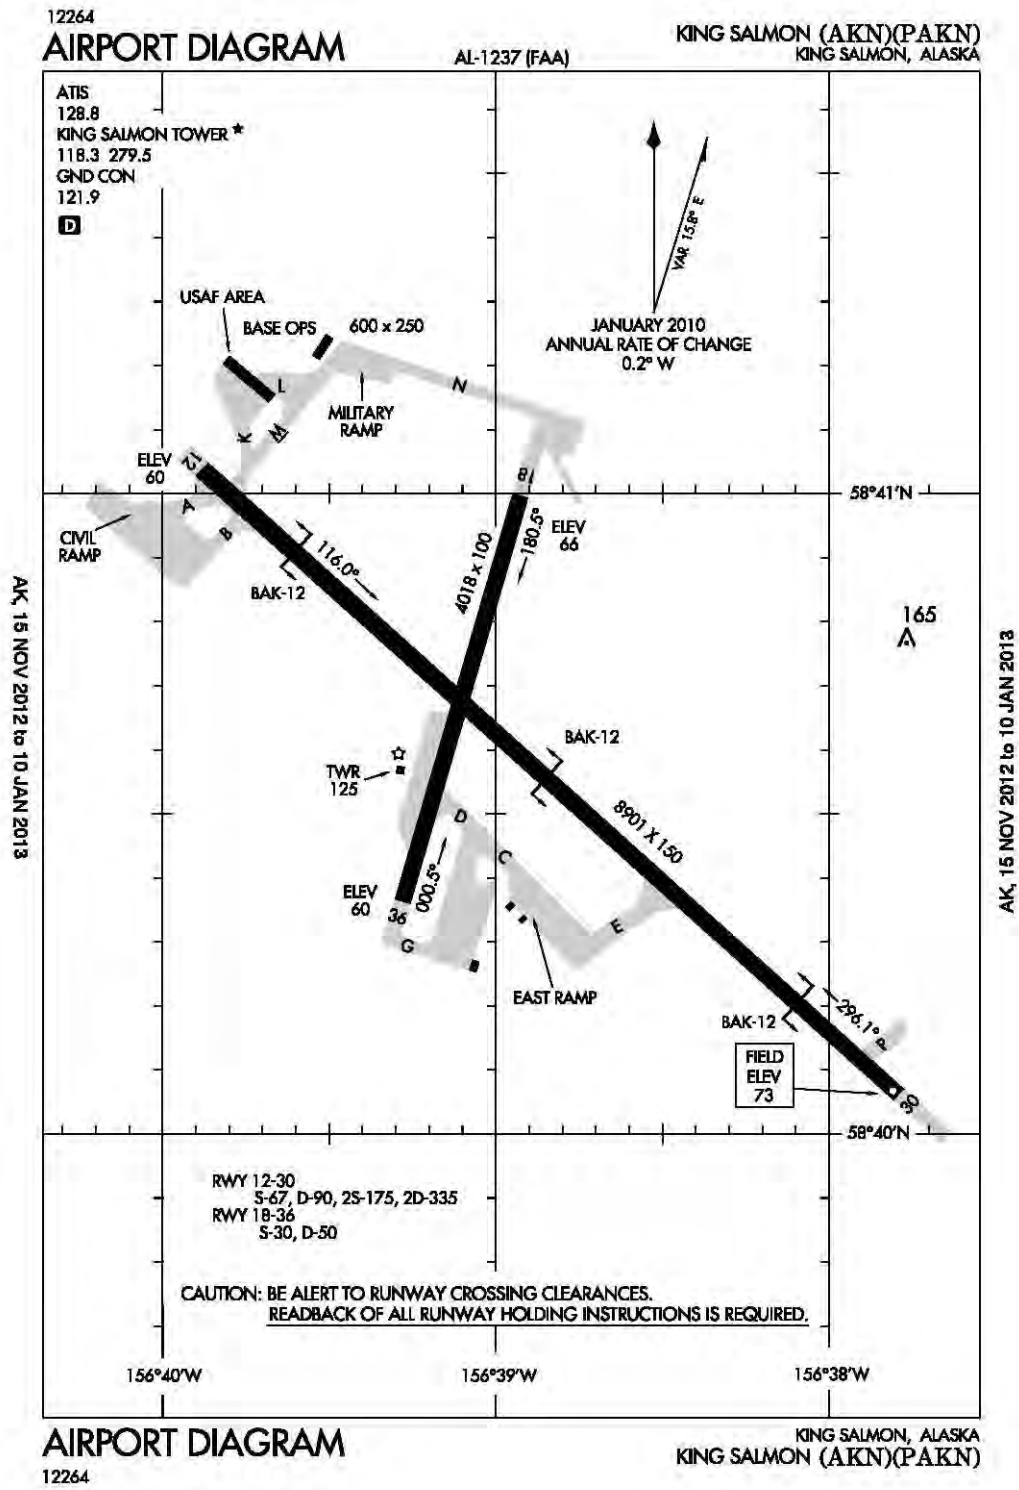 12264
AIRPORT DIAGRAM
AL-1237 (FAA)
KING SALMON (AKN)(PAKN)
KING SALMON, ALASKA
ATIS
128.8
KING SALMON TOWER ★
118.3 279.5
GND CON
121.9
D
VAR 15.8° E
JANUARY 2010
ANNUAL RATE OF CHANGE
0.2° W
USAF AREA
BASE OPS
600 x 250
L
N
MILITARY
RAMP
K
M
ELEV
60
12
18
58°41'N
A
B
CIVIL
RAMP
ELEV
66
180.5°
4018 x 100
116.0°
BAK-12
165
AK, 15 NOV 2012 to 10 JAN 2013
AK, 15 NOV 2012 to 10 JAN 2013
BAK-12
TWR
125
D
8901 X 150
C
000.5°
ELEV
60
36
G
E
EAST RAMP
BAK-12
296.1°
P
FIELD
ELEV
73
30
58°40'N
RWY 12-30
S-67, D-90, 2S-175, 2D-335
RWY 18-36
S-30, D-50
CAUTION: BE ALERT TO RUNWAY CROSSING CLEARANCES.
READBACK OF ALL RUNWAY HOLDING INSTRUCTIONS IS REQUIRED.
156°40'W
156°39'W
156°38'W
AIRPORT DIAGRAM
12264
KING SALMON, ALASKA
KING SALMON (AKN)(PAKN)